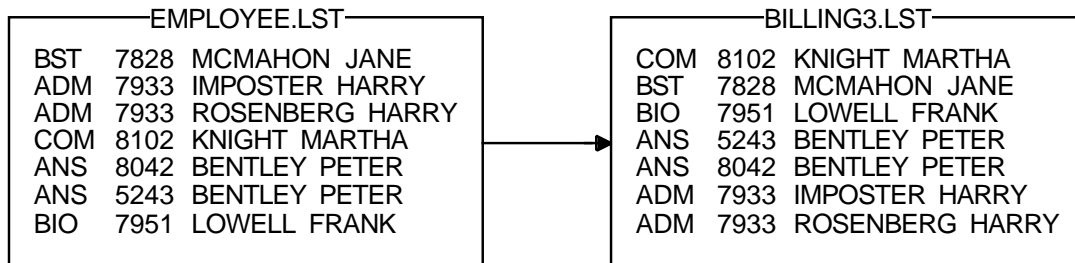 EMPLOYEE.LST
BST 7828 MCMAHON JANE
ADM 7933 IMPOSTER HARRY
ADM 7933 ROSENBERG HARRY
COM 8102 KNIGHT MARTHA
ANS 8042 BENTLEY PETER
ANS 5243 BENTLEY PETER
BIO 7951 LOWELL FRANK
BILLING3.LST
COM 8102 KNIGHT MARTHA
BST 7828 MCMAHON JANE
BIO 7951 LOWELL FRANK
ANS 5243 BENTLEY PETER
ANS 8042 BENTLEY PETER
ADM 7933 IMPOSTER HARRY
ADM 7933 ROSENBERG HARRY